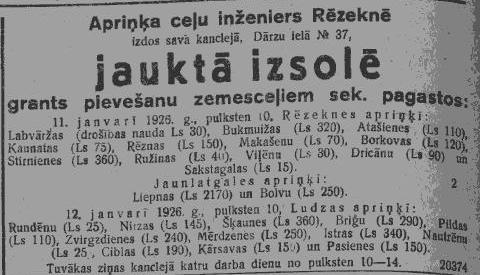 Apriņķa ceļu inženiers Rēzeknē
izdos savā kanclejā, Dārzu ielā № 37,
jauktā izsolē
grants pievešanu zemesceļiem sek. pagastos:
11. janvarī 1926. g., pulksten 10, Rēzeknes apriņķī:
Labvāržas (drošības nauda Ls 30), Bukmuižas (Ls 320), Atašienes (Ls 110),
Kaunatas (Ls 75), Rēznas (Ls 150), Makašenu (Ls 70), Borkovas (Ls 120),
Stirnienes (Ls 360), Ružinas (Ls 40), Viļēnu (Ls 30), Dricānu (Ls 90) un
Sakstagalas (Ls 15).
Jaunlatgales apriņķī:
Liepnas (Ls 2170) un Bolvu (Ls 250). 2
12. janvarī 1926. g., pulksten 10, Ludzas apriņķī:
Rundēnu (Ls 25), Nirzas (Ls 145), Šķaunes (Ls 360), Briģu (Ls 290), Pildas
(Ls 110), Zvirgzdienes (Ls 240), Mērdzenes (Ls 250), Istras (Ls 340), Nautrēnu
(Ls 25, Ciblas (Ls 190), Kārsavas (Ls 150) un Pasienes (Ls 150).
Tuvākas ziņas kanclejā katru darba dienu no pulksten 10—14. 20374